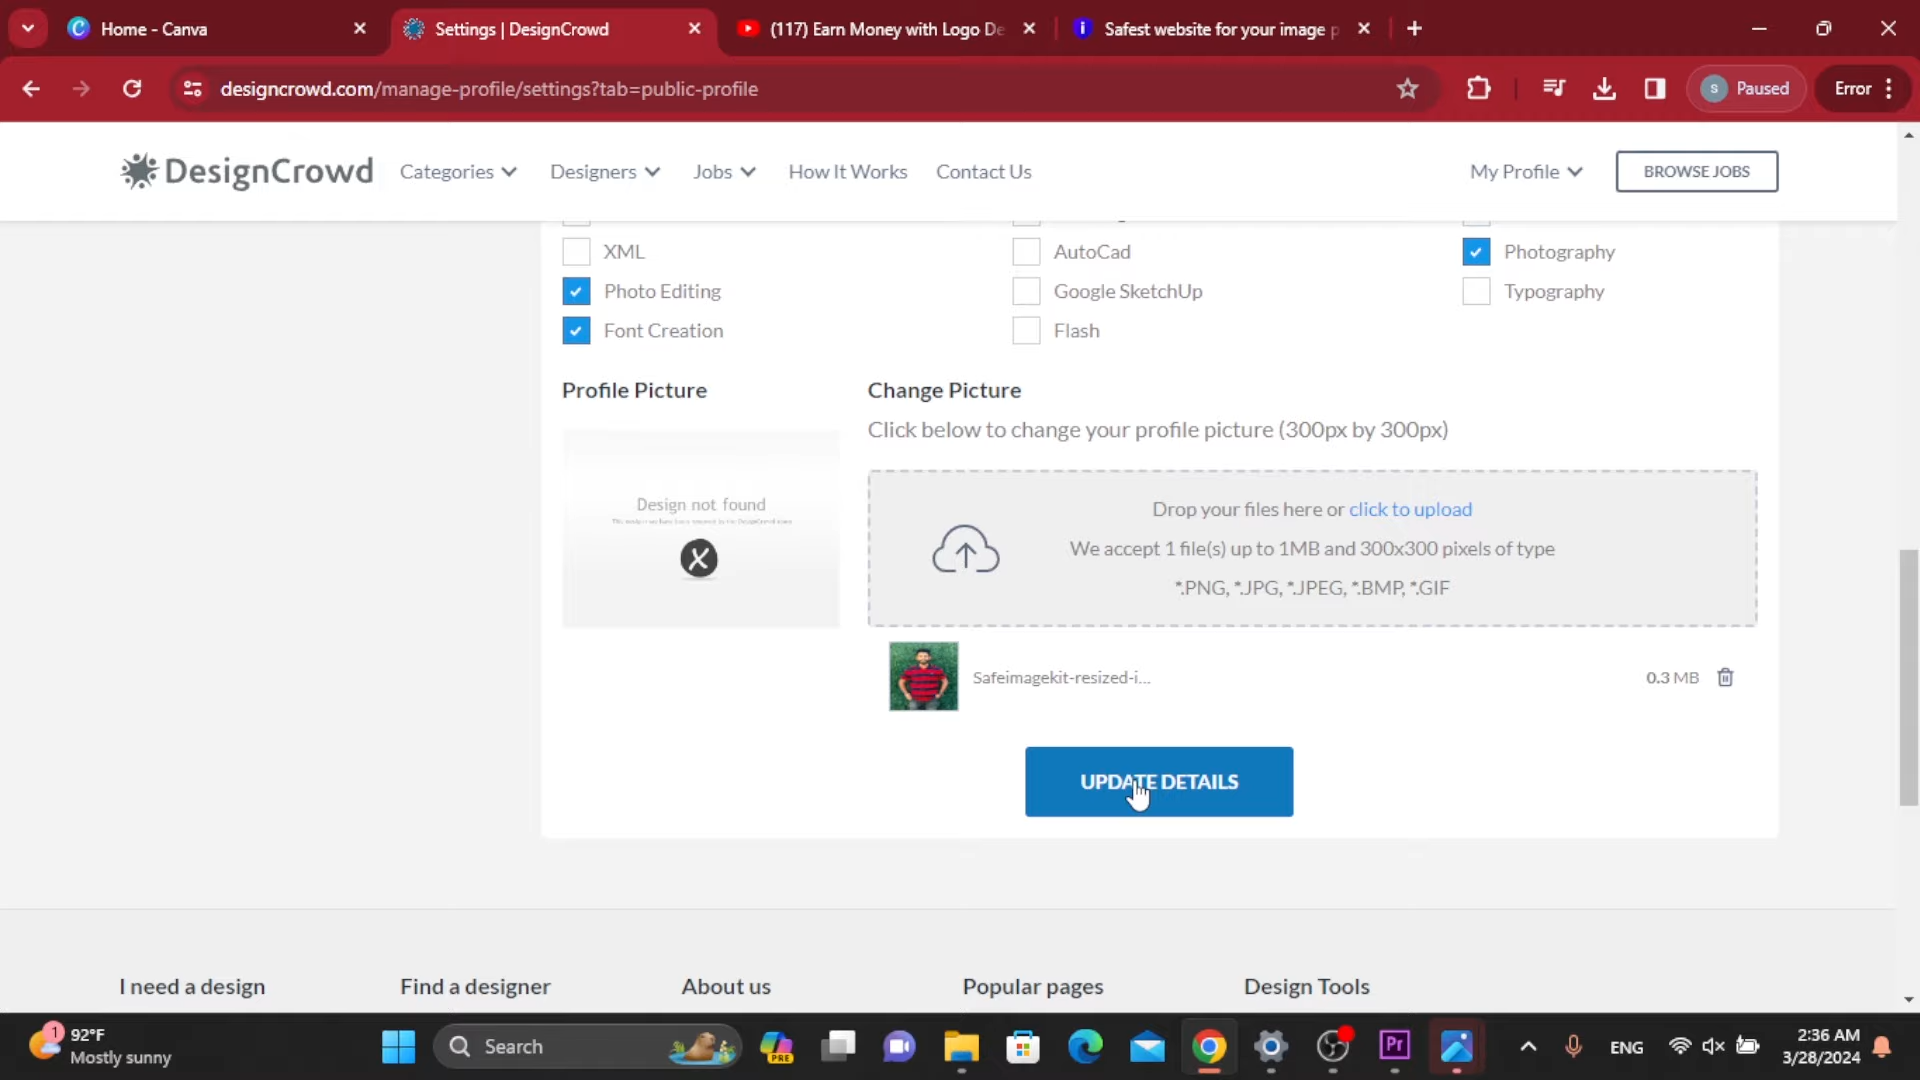 Home - Canva
Settings | DesignCrowd
(117) Earn Money with Logo De
Safest website for your image p
designcrowd.com/manage-profile/settings?tab=public-profile
S Paused
Error
DesignCrowd
Categories
Designers
Jobs
How It Works
Contact Us
My Profile
BROWSE JOBS
XML
AutoCad
Photography
Photo Editing
Google SketchUp
Typography
Font Creation
Flash
Profile Picture
Change Picture
Click below to change your profile picture (300px by 300px)
Design not found
Drop your files here or click to upload
We accept 1 file(s) up to 1MB and 300x300 pixels of type
*.PNG, *.JPG, *.JPEG, *.BMP, *.GIF
Safeimagekit-resized-i...
0.3 MB
UPDATE DETAILS
I need a design
Find a designer
About us
Popular pages
Design Tools
1
92°F
Mostly sunny
Search
PRE
Pr
ENG
2:36 AM
3/28/2024